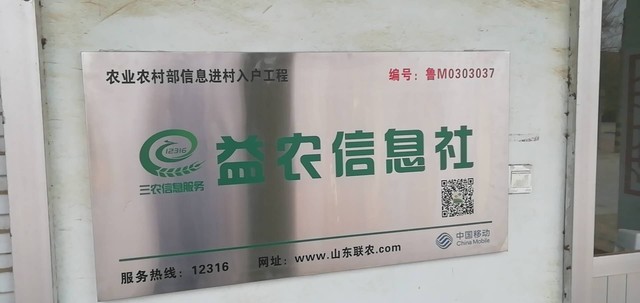 农业农村部信息进村入户工程
编号：鲁M0303037
12316
三农信息服务
益农信息社
中国移动
China Mobile
服务热线：12316
网址：www.山东联农.com